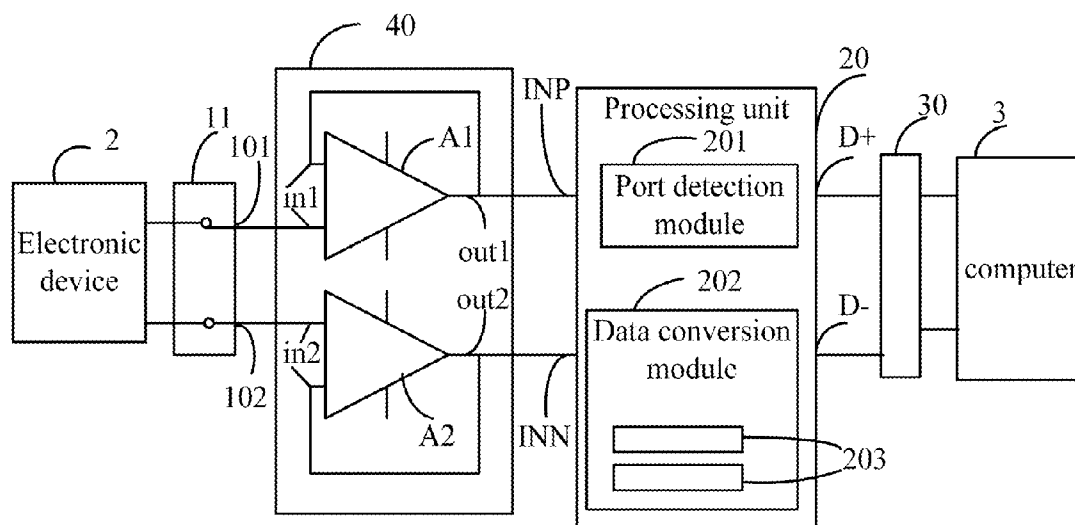 40
20
INP
Processing unit
2
11
101
A1
201
D+
30
3
in1
Port detection
module
Electronic
device
out1
out2
202
computer
D-
in2
Data conversion
module
102
A2
INN
203